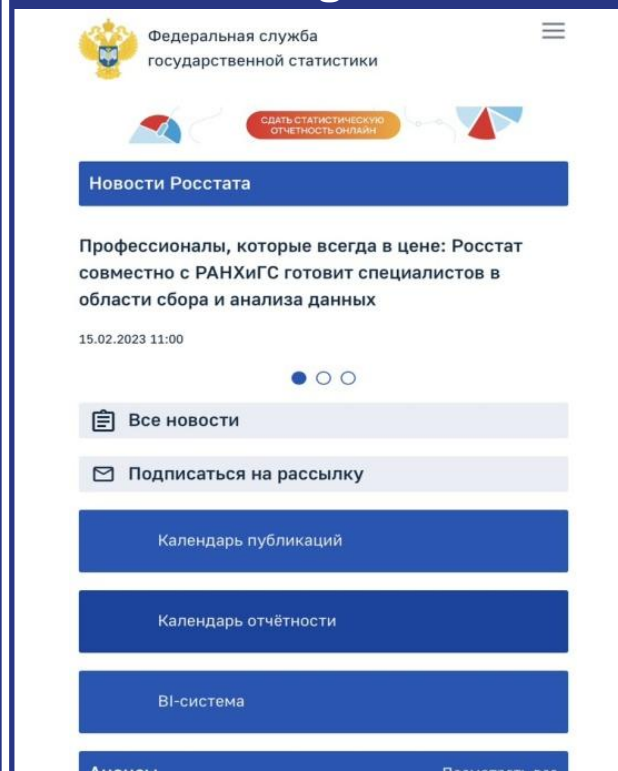 Федеральная служба
государственной статистики
СДАТЬ СТАТИСТИЧЕСКУЮ
ОТЧЕТНОСТЬ ОНЛАЙН
Новости Росстата
Профессионалы, которые всегда в цене: Росстат
совместно с РАНХиГС готовит специалистов в
области сбора и анализа данных
15.02.2023 11:00
Все новости
Подписаться на рассылку
Календарь публикаций
Календарь отчётности
BI-система